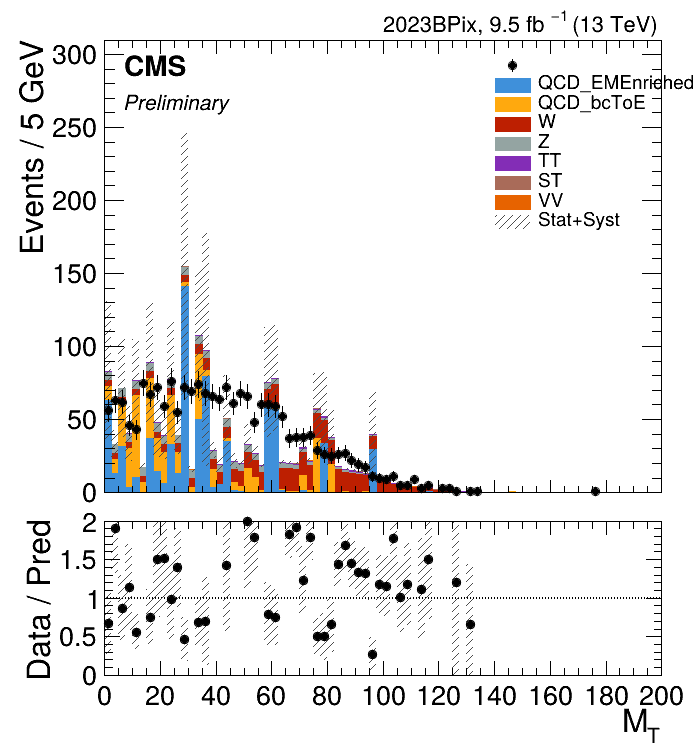 2023BPix, 9.5 fb⁻¹ (13 TeV)
Events / 5 GeV
300
250
200
150
100
50
0
CMS
Preliminary
QCD_EMEnriched
QCD_bcToE
W
Z
TT
ST
VV
Stat+Syst
Data / Pred
2
1.5
1
0.5
0
0 20 40 60 80 100 120 140 160 180 200
M_T